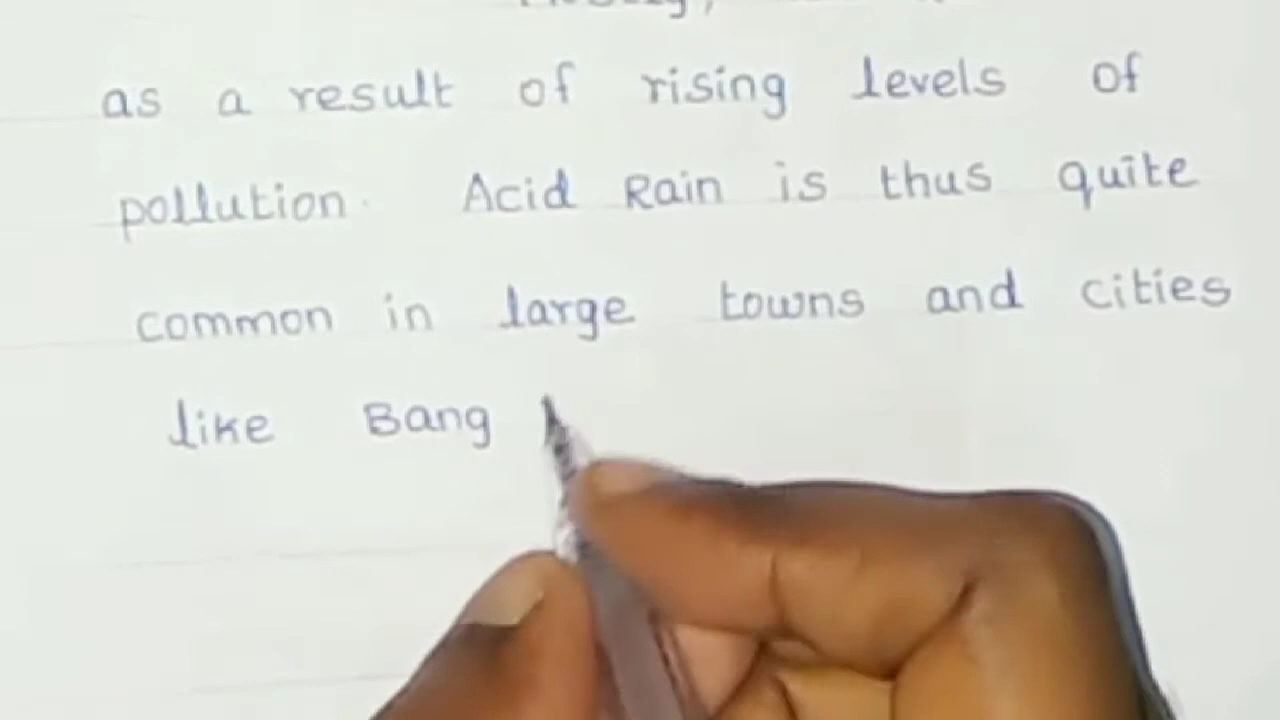 as a result of rising levels of
pollution. Acid Rain is thus quite
common in large towns and cities
like Bang